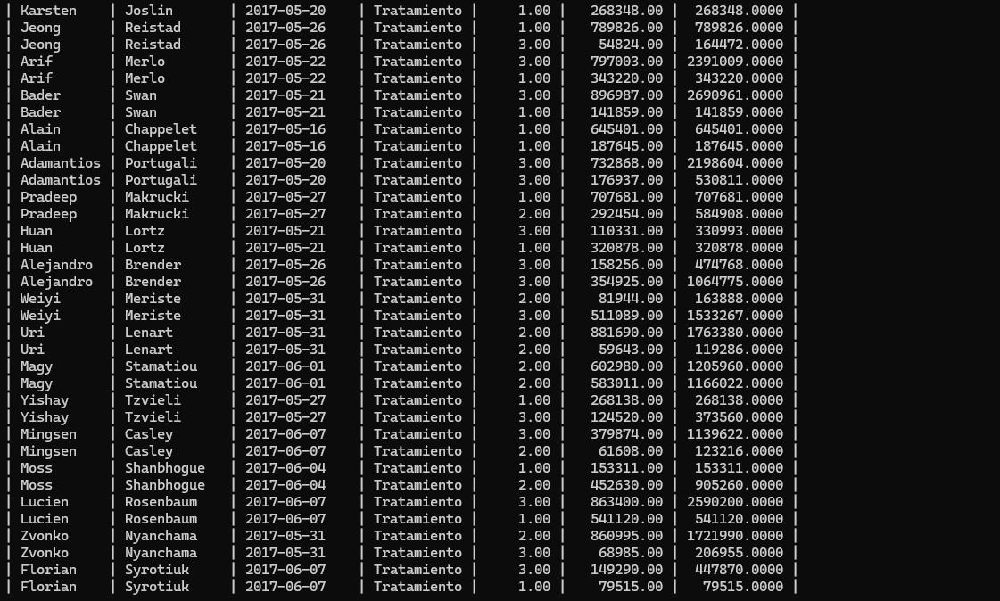 | Karsten | Joslin | 2017-05-20 | Tratamiento | 1.00 | 268348.00 | 268348.0000 |
| Jeong | Reistad | 2017-05-26 | Tratamiento | 1.00 | 789826.00 | 789826.0000 |
| Jeong | Reistad | 2017-05-26 | Tratamiento | 3.00 | 54824.00 | 164472.0000 |
| Arif | Merlo | 2017-05-22 | Tratamiento | 3.00 | 797003.00 | 2391009.0000 |
| Arif | Merlo | 2017-05-22 | Tratamiento | 1.00 | 343220.00 | 343220.0000 |
| Bader | Swan | 2017-05-21 | Tratamiento | 3.00 | 896987.00 | 2690961.0000 |
| Bader | Swan | 2017-05-21 | Tratamiento | 1.00 | 141859.00 | 141859.0000 |
| Alain | Chappelet | 2017-05-16 | Tratamiento | 1.00 | 645401.00 | 645401.0000 |
| Alain | Chappelet | 2017-05-16 | Tratamiento | 1.00 | 187645.00 | 187645.0000 |
| Adamantios | Portugali | 2017-05-20 | Tratamiento | 3.00 | 732868.00 | 2198604.0000 |
| Adamantios | Portugali | 2017-05-20 | Tratamiento | 3.00 | 176937.00 | 530811.0000 |
| Pradeep | Makrucki | 2017-05-27 | Tratamiento | 1.00 | 707681.00 | 707681.0000 |
| Pradeep | Makrucki | 2017-05-27 | Tratamiento | 2.00 | 292454.00 | 584908.0000 |
| Huan | Lortz | 2017-05-21 | Tratamiento | 3.00 | 110331.00 | 330993.0000 |
| Huan | Lortz | 2017-05-21 | Tratamiento | 1.00 | 320878.00 | 320878.0000 |
| Alejandro | Brender | 2017-05-26 | Tratamiento | 3.00 | 158256.00 | 474768.0000 |
| Alejandro | Brender | 2017-05-26 | Tratamiento | 3.00 | 354925.00 | 1064775.0000 |
| Weiyi | Meriste | 2017-05-31 | Tratamiento | 2.00 | 81944.00 | 163888.0000 |
| Weiyi | Meriste | 2017-05-31 | Tratamiento | 3.00 | 511089.00 | 1533267.0000 |
| Uri | Lenart | 2017-05-31 | Tratamiento | 2.00 | 881690.00 | 1763380.0000 |
| Uri | Lenart | 2017-05-31 | Tratamiento | 2.00 | 59643.00 | 119286.0000 |
| Magy | Stamatiou | 2017-06-01 | Tratamiento | 2.00 | 602980.00 | 1205960.0000 |
| Magy | Stamatiou | 2017-06-01 | Tratamiento | 2.00 | 583011.00 | 1166022.0000 |
| Yishay | Tzvieli | 2017-05-27 | Tratamiento | 1.00 | 268138.00 | 268138.0000 |
| Yishay | Tzvieli | 2017-05-27 | Tratamiento | 3.00 | 124520.00 | 373560.0000 |
| Mingsen | Casley | 2017-06-07 | Tratamiento | 3.00 | 379874.00 | 1139622.0000 |
| Mingsen | Casley | 2017-06-07 | Tratamiento | 2.00 | 61608.00 | 123216.0000 |
| Moss | Shanbhogue | 2017-06-04 | Tratamiento | 1.00 | 153311.00 | 153311.0000 |
| Moss | Shanbhogue | 2017-06-04 | Tratamiento | 2.00 | 452630.00 | 905260.0000 |
| Lucien | Rosenbaum | 2017-06-07 | Tratamiento | 3.00 | 863400.00 | 2590200.0000 |
| Lucien | Rosenbaum | 2017-06-07 | Tratamiento | 1.00 | 541120.00 | 541120.0000 |
| Zvonko | Nyanchama | 2017-05-31 | Tratamiento | 2.00 | 860995.00 | 1721990.0000 |
| Zvonko | Nyanchama | 2017-05-31 | Tratamiento | 3.00 | 68985.00 | 206955.0000 |
| Florian | Syrotiuk | 2017-06-07 | Tratamiento | 3.00 | 149290.00 | 447870.0000 |
| Florian | Syrotiuk | 2017-06-07 | Tratamiento | 1.00 | 79515.00 | 79515.0000 |